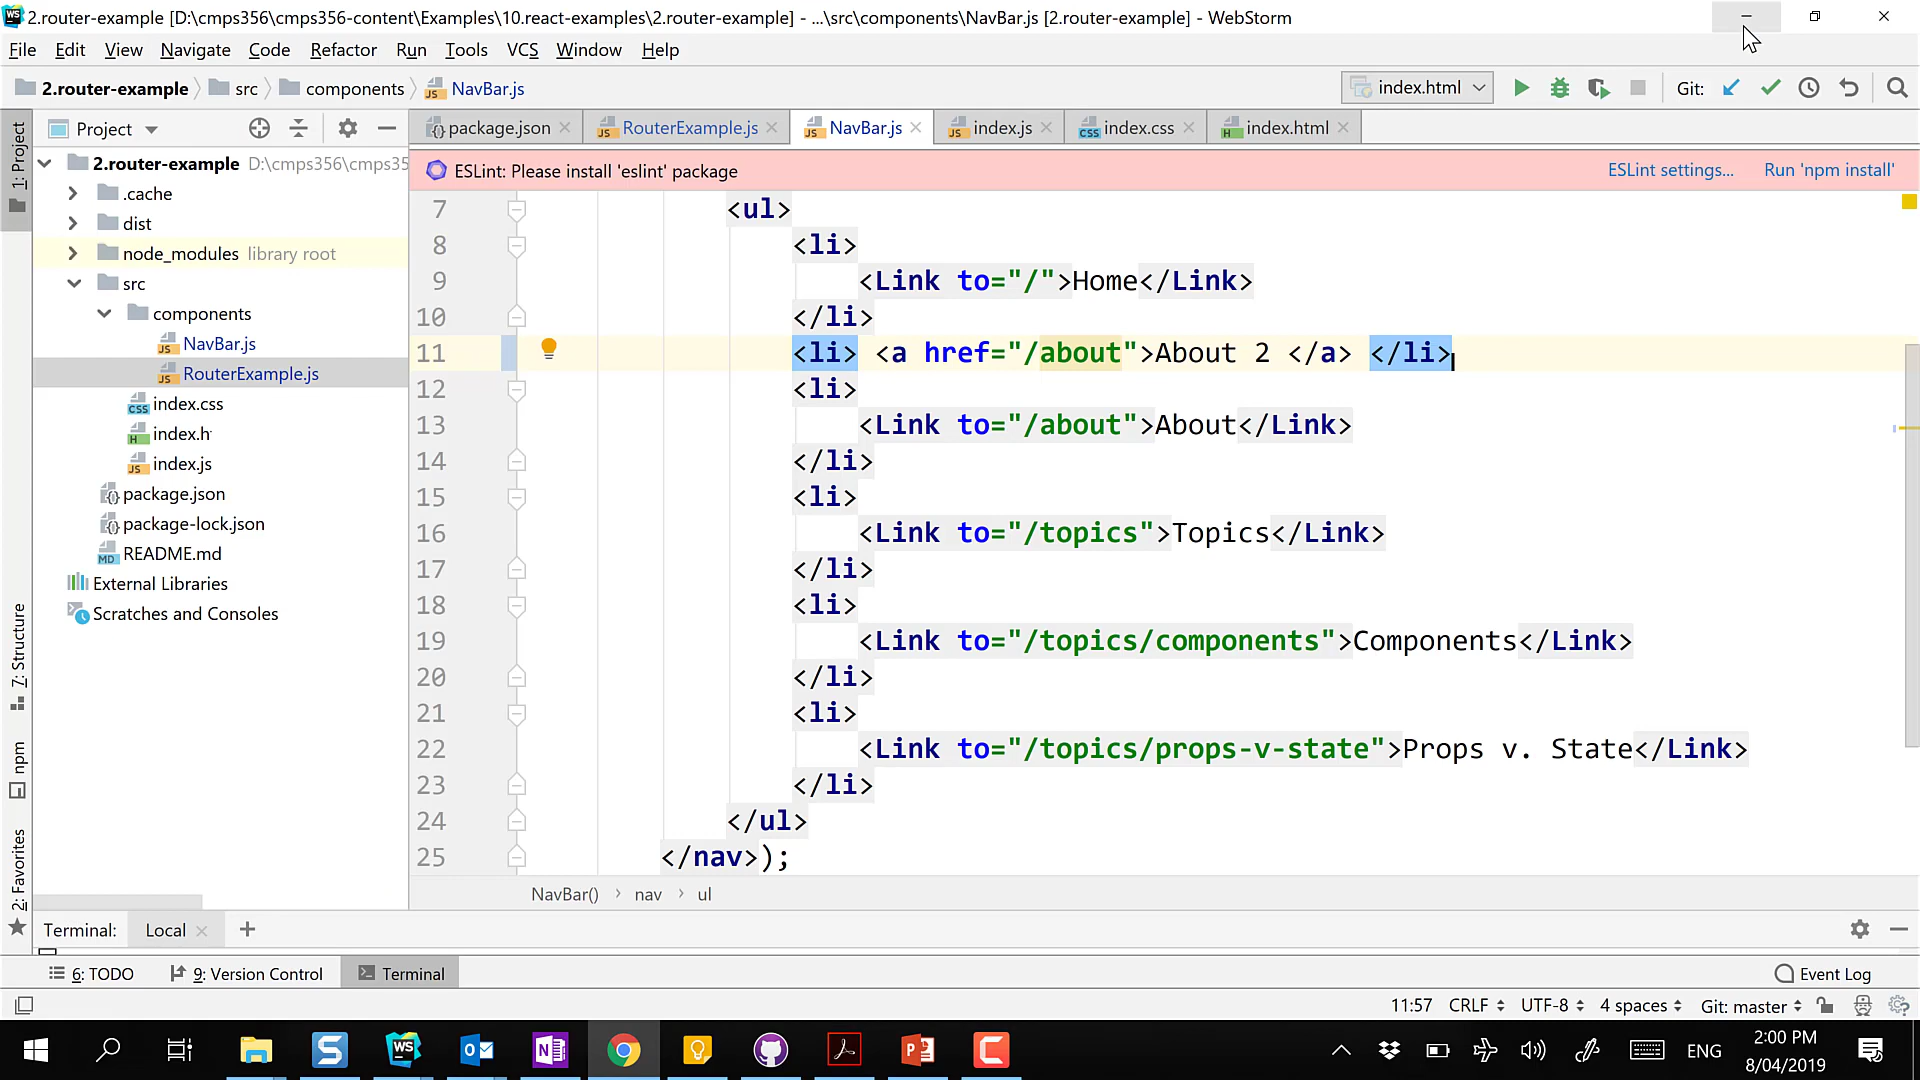 2.router-example [D:\cmps356\cmps356-content\Examples\10.react-examples\2.router-example] - ...\src\components\NavBar.js [2.router-example] - WebStorm
File Edit View Navigate Code Refactor Run Tools VCS Window Help
2.router-example src components NavBar.js index.html Git:
Project package.json RouterExample.js NavBar.js index.js index.css index.html
1: Project
2.router-example D:\cmps356\cmps35
ESLint: Please install 'eslint' package ESLint settings... Run 'npm install'
.cache
dist
node_modules library root
src
components
NavBar.js
RouterExample.js
index.css
index.h
index.js
package.json
package-lock.json
README.md
External Libraries
Scratches and Consoles
7: Structure
npm
2: Favorites
7 <ul>
8 <li>
9 <Link to="/">Home</Link>
10 </li>
11 <li> <a href="/about">About 2 </a> </li>
12 <li>
13 <Link to="/about">About</Link>
14 </li>
15 <li>
16 <Link to="/topics">Topics</Link>
17 </li>
18 <li>
19 <Link to="/topics/components">Components</Link>
20 </li>
21 <li>
22 <Link to="/topics/props-v-state">Props v. State</Link>
23 </li>
24 </ul>
25 </nav>);
NavBar() nav ul
Terminal: Local
6: TODO 9: Version Control Terminal Event Log
11:57 CRLF UTF-8 4 spaces Git: master
ENG 2:00 PM
8/04/2019